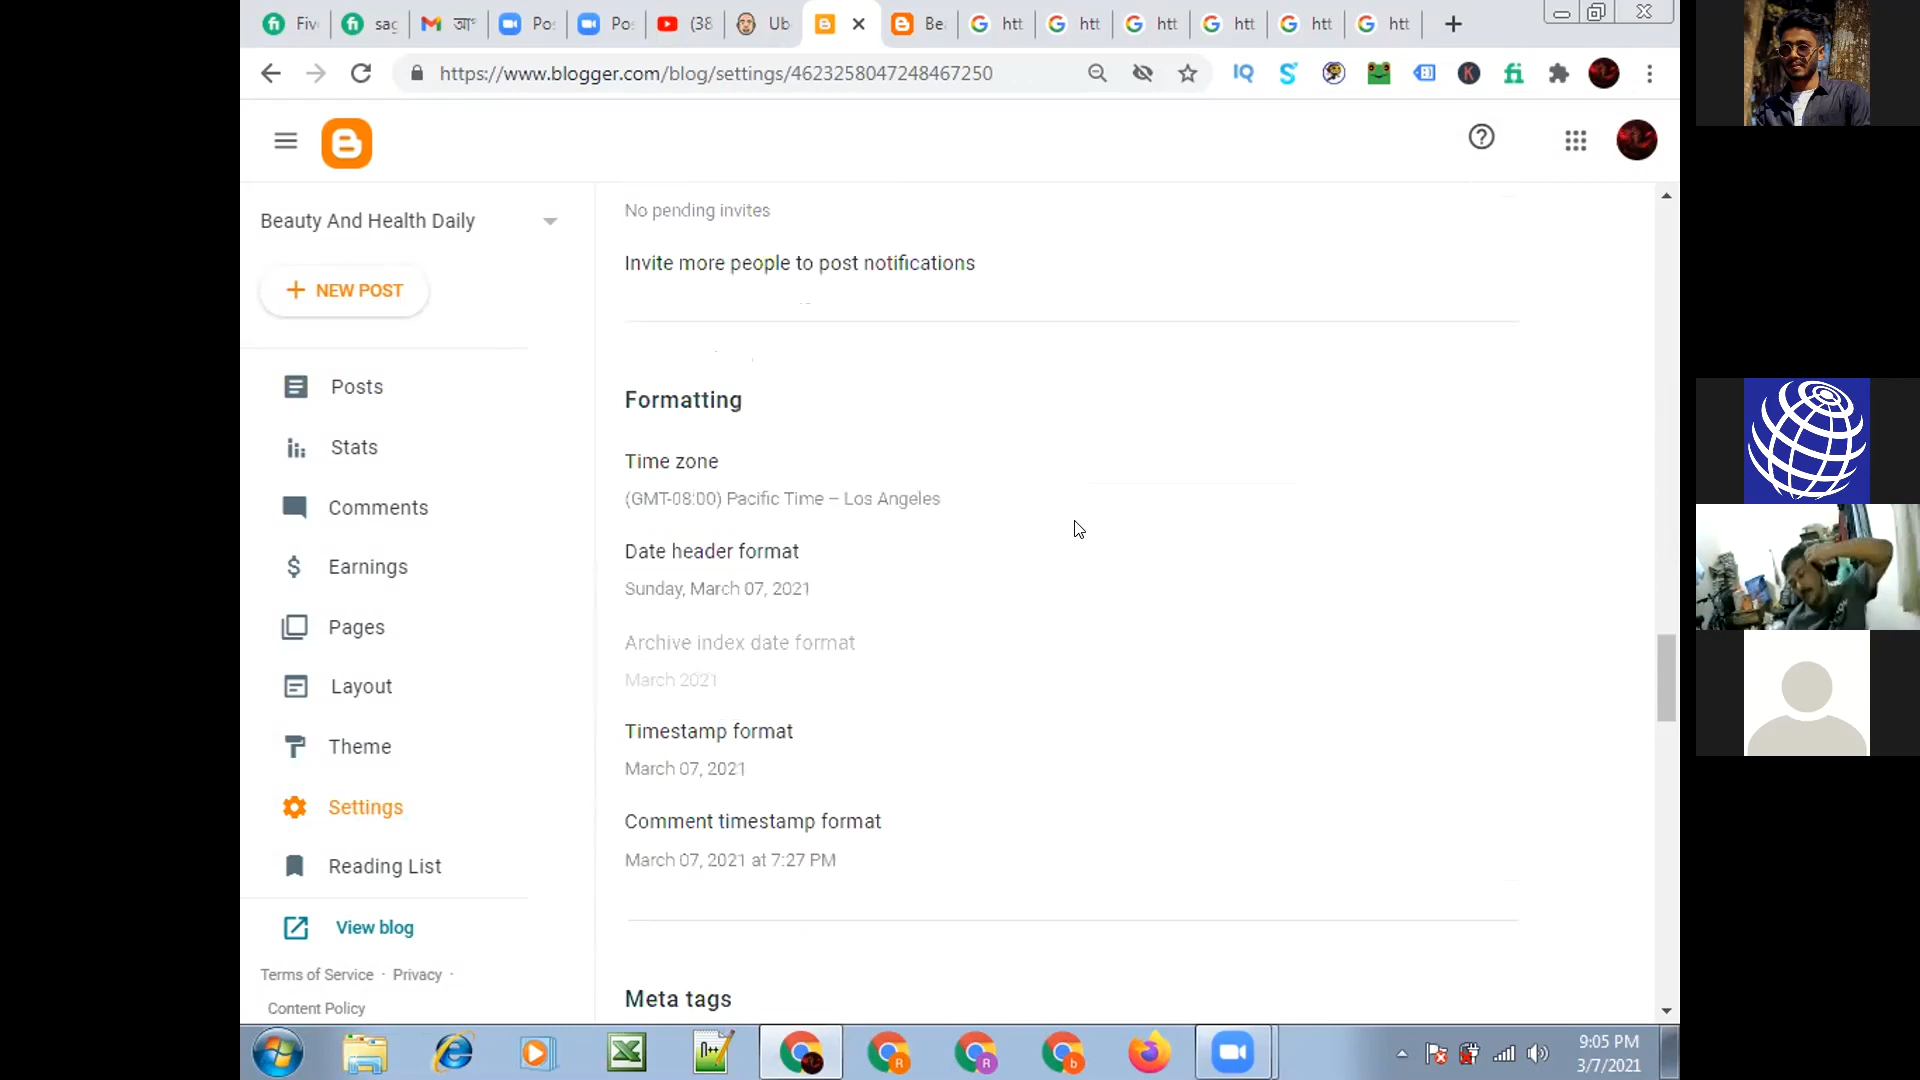 Fiv
sag
আ
Po:
Po:
(38
Ub
Be
htt
htt
htt
htt
htt
htt
https://www.blogger.com/blog/settings/4623258047248467250
IQ
Beauty And Health Daily
NEW POST
Posts
Stats
Comments
Earnings
Pages
Layout
Theme
Settings
Reading List
View blog
Terms of Service · Privacy ·
Content Policy
No pending invites
Invite more people to post notifications
Formatting
Time zone
(GMT-08:00) Pacific Time – Los Angeles
Date header format
Sunday, March 07, 2021
Archive index date format
March 2021
Timestamp format
March 07, 2021
Comment timestamp format
March 07, 2021 at 7:27 PM
Meta tags
9:05 PM
3/7/2021